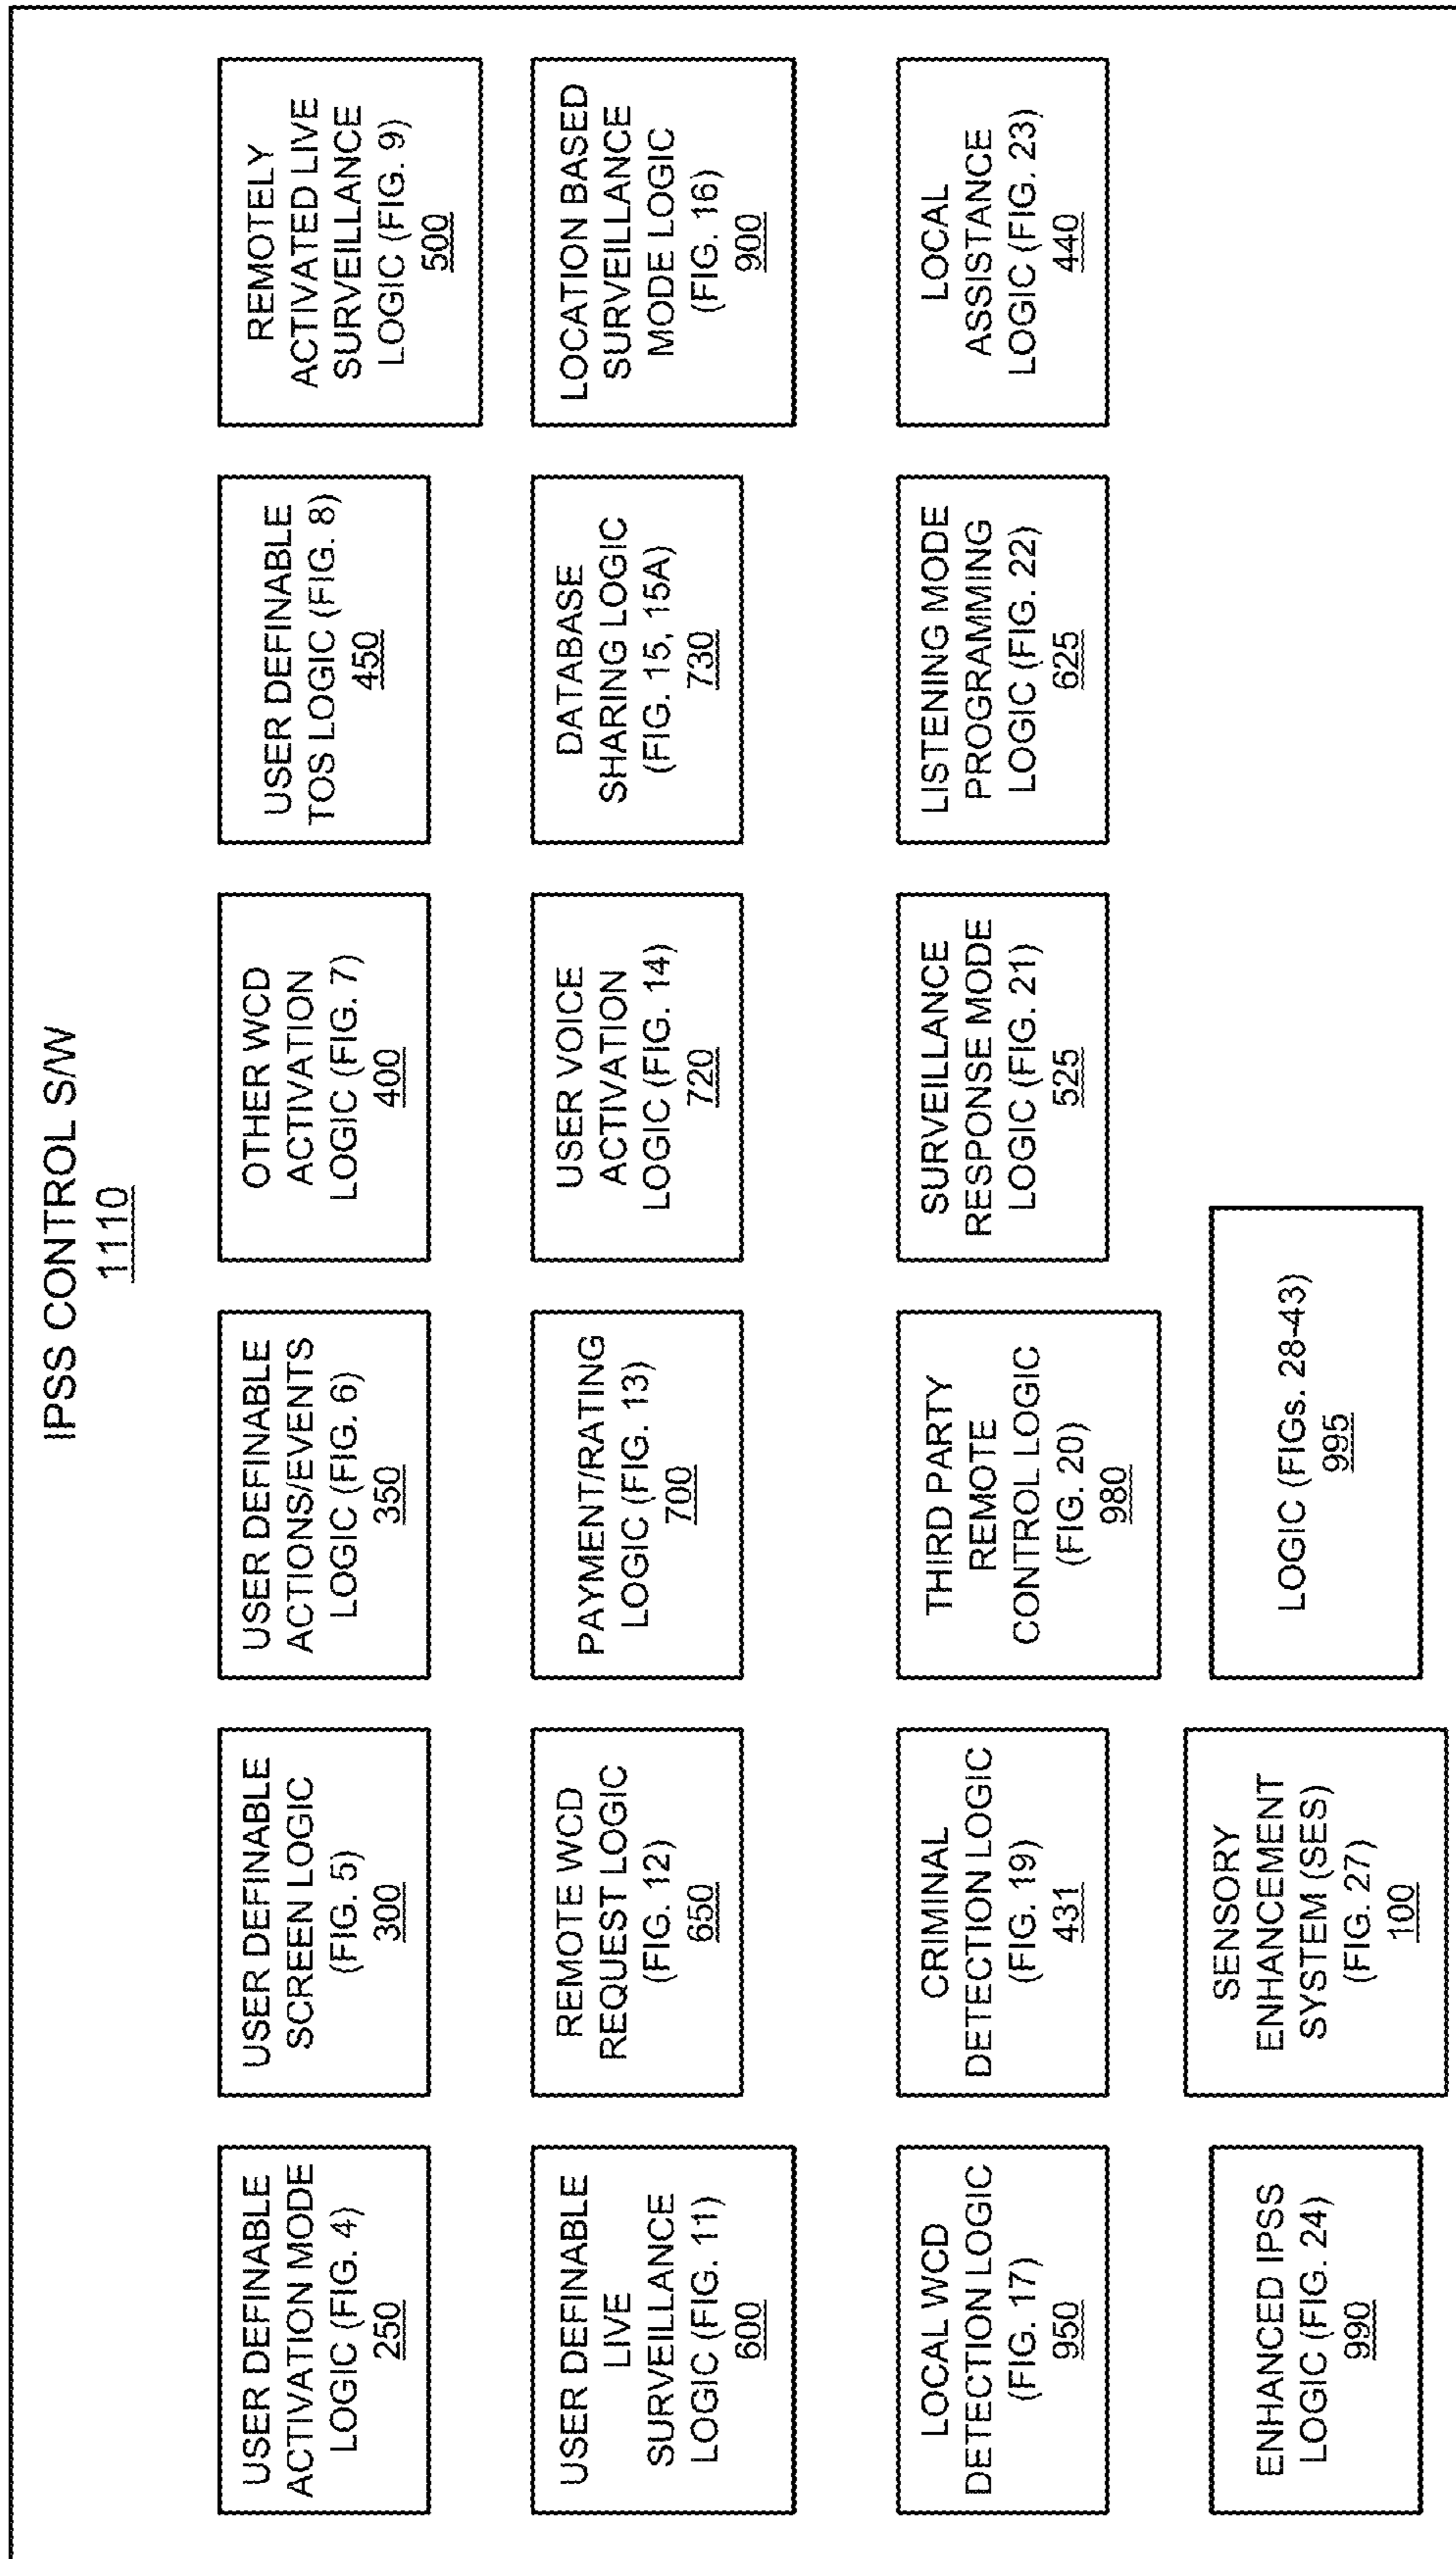 IPSS CONTROL S/W
1110
USER DEFINABLE
ACTIVATION MODE
LOGIC (FIG. 4)
250
USER DEFINABLE
SCREEN LOGIC
(FIG. 5)
300
USER DEFINABLE
ACTIONS/EVENTS
LOGIC (FIG. 6)
350
OTHER WCD
ACTIVATION
LOGIC (FIG. 7)
400
USER DEFINABLE
TOS LOGIC (FIG. 8)
450
REMOTELY
ACTIVATED LIVE
SURVEILLANCE
LOGIC (FIG. 9)
500
USER DEFINABLE
LIVE
SURVEILLANCE
LOGIC (FIG. 11)
600
REMOTE WCD
REQUEST LOGIC
(FIG. 12)
650
PAYMENT/RATING
LOGIC (FIG. 13)
700
USER VOICE
ACTIVATION
LOGIC (FIG. 14)
720
DATABASE
SHARING LOGIC
(FIG. 15, 15A)
730
LOCATION BASED
SURVEILLANCE
MODE LOGIC
(FIG. 16)
900
LOCAL WCD
DETECTION LOGIC
(FIG. 17)
950
CRIMINAL
DETECTION LOGIC
(FIG. 19)
431
THIRD PARTY
REMOTE
CONTROL LOGIC
(FIG. 20)
980
SURVEILLANCE
RESPONSE MODE
LOGIC (FIG. 21)
525
LISTENING MODE
PROGRAMMING
LOGIC (FIG. 22)
625
LOCAL
ASSISTANCE
LOGIC (FIG. 23)
440
ENHANCED IPSS
LOGIC (FIG. 24)
990
SENSORY
ENHANCEMENT
SYSTEM (SES)
(FIG. 27)
100
LOGIC (FIGs. 28-43)
995